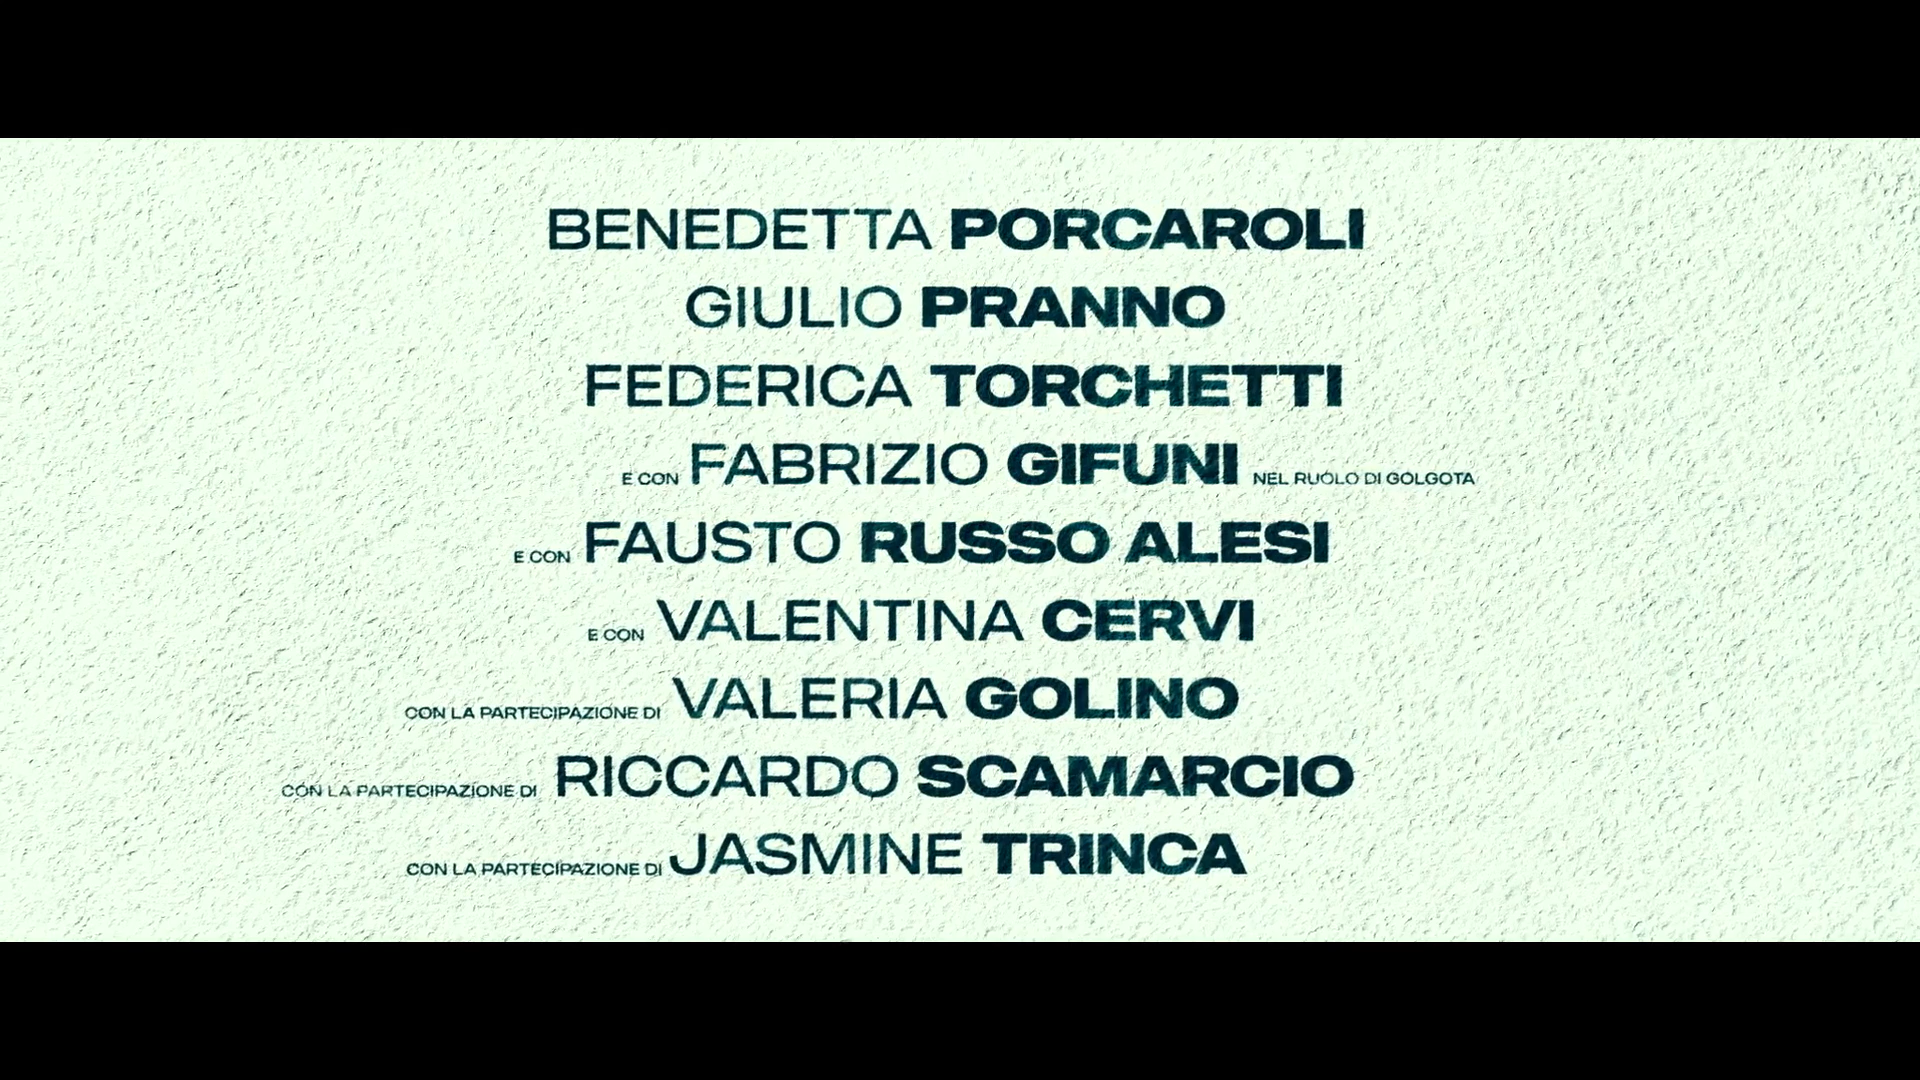 BENEDETTA PORCAROLI
GIULIO PRANNO
FEDERICA TORCHETTI
E CON FABRIZIO GIFUNI NEL RUOLO DI GOLGOTA
E CON FAUSTO RUSSO ALESI
E CON VALENTINA CERVI
CON LA PARTECIPAZIONE DI VALERIA GOLINO
CON LA PARTECIPAZIONE DI RICCARDO SCAMARCIO
CON LA PARTECIPAZIONE DI JASMINE TRINCA